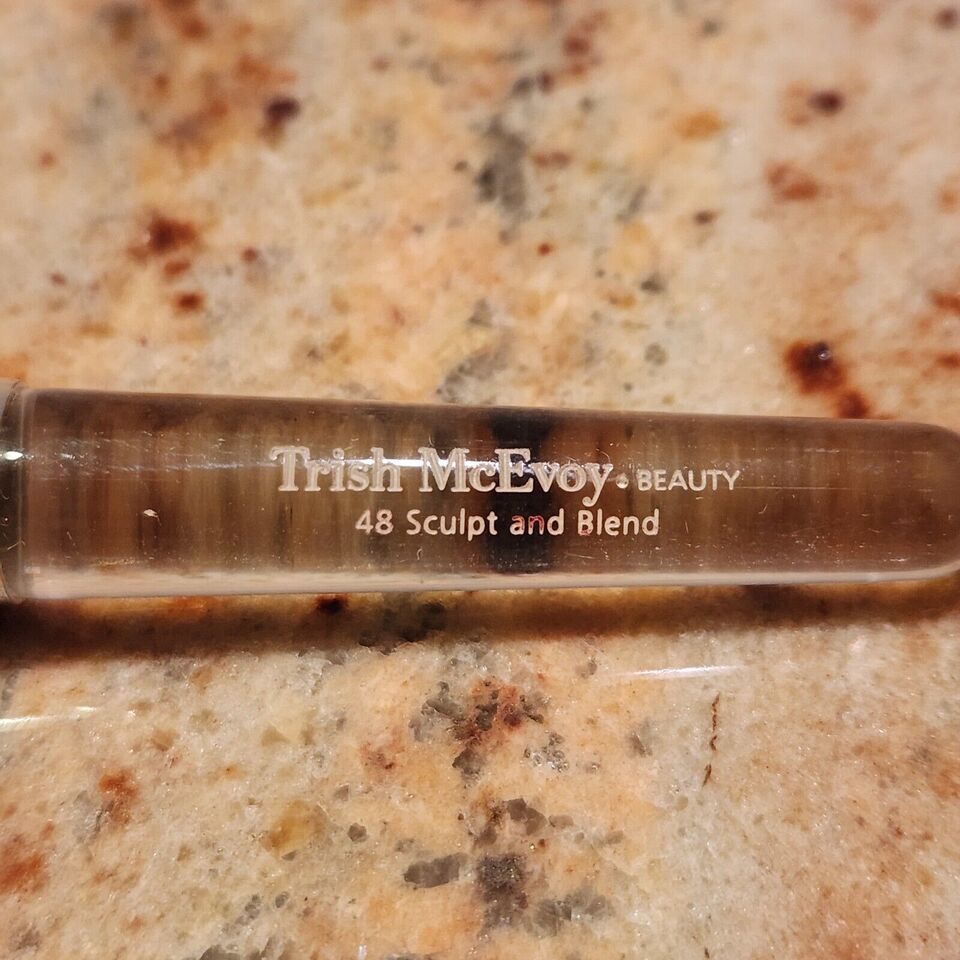 Trish McEvoy. BEAUTY
48 Sculpt and Blend